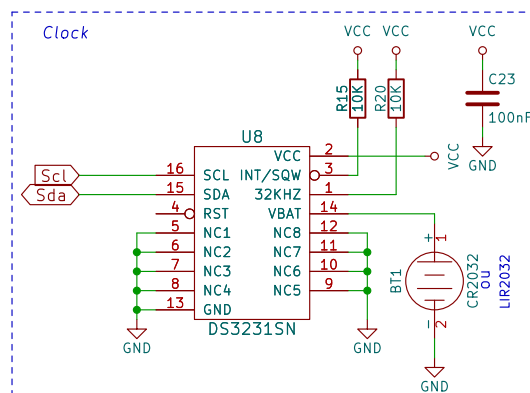 Clock
VCC VCC VCC
R15 10K
R20 10K
C23
100nF
GND
U8
Scl 16 SCL
Sda 15 SDA
4 RST
5 NC1
6 NC2
7 NC3
8 NC4
13 GND
VCC 2 VCC
INT/SQW 3
32KHZ 1
VBAT 14
NC8 12
NC7 11
NC6 10
NC5 9
DS3231SN
GND
GND
BT1
+ 1
- 2
CR2032
ou
LIR2032
GND